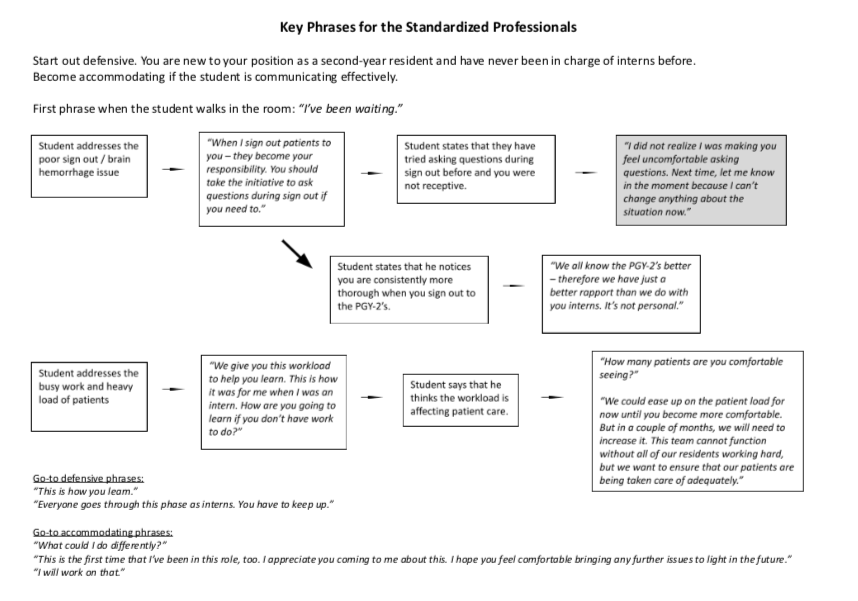 Key Phrases for the Standardized Professionals
Start out defensive. You are new to your position as a second-year resident and have never been in charge of interns before.
Become accommodating if the student is communicating effectively.
First phrase when the student walks in the room: “I’ve been waiting.”
Student addresses the
poor sign out / brain
hemorrhage issue
“When I sign out patients to
you – they become your
responsibility. You should
take the initiative to ask
questions during sign out if
you need to.”
Student states that they have
tried asking questions during
sign out before and you were
not receptive.
“I did not realize I was making you
feel uncomfortable asking
questions. Next time, let me know
in the moment because I can’t
change anything about the
situation now.”
Student states that he notices
you are consistently more
thorough when you sign out to
the PGY-2’s.
“We all know the PGY-2’s better
– therefore we have just a
better rapport than we do with
you interns. It’s not personal.”
Student addresses the
busy work and heavy
load of patients
“We give you this workload
to help you learn. This is how
it was for me when I was an
intern. How are you going to
learn if you don’t have work
to do?”
Student says that he
thinks the workload is
affecting patient care.
“How many patients are you comfortable
seeing?”
“We could ease up on the patient load for
now until you become more comfortable.
But in a couple of months, we will need to
increase it. This team cannot function
without all of our residents working hard,
but we want to ensure that our patients are
being taken care of adequately.”
Go-to defensive phrases:
“This is how you learn.”
“Everyone goes through this phase as interns. You have to keep up.”
Go-to accommodating phrases:
“What could I do differently?”
“This is the first time that I’ve been in this role, too. I appreciate you coming to me about this. I hope you feel comfortable bringing any further issues to light in the future.”
“I will work on that.”